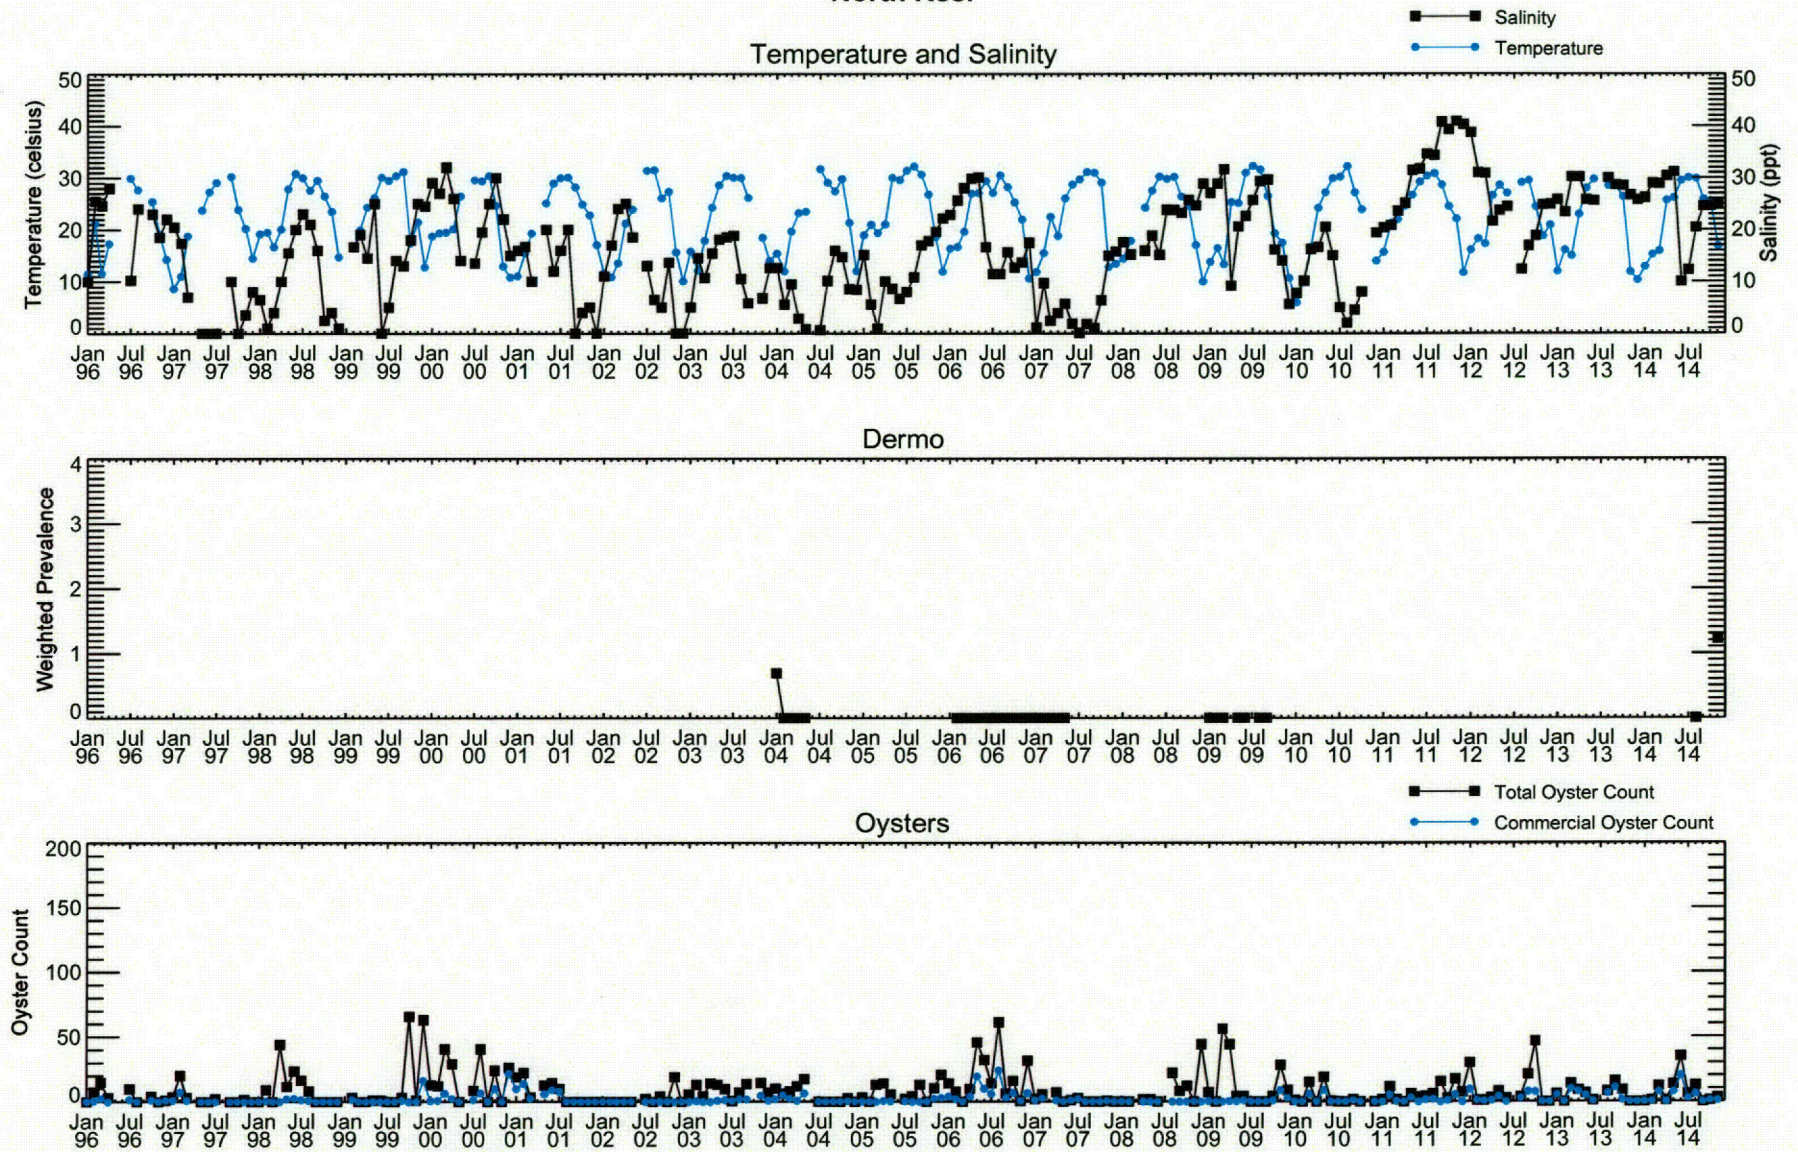 Salinity
Temperature and Salinity
Temperature
50
40
30
20
10
0
Temperature (celsius)
50
40
30
20
10
0
Salinity (ppt)
Jan Jul Jan Jul Jan Jul Jan Jul Jan Jul Jan Jul Jan Jul Jan Jul Jan Jul Jan Jul Jan Jul Jan Jul Jan Jul Jan Jul Jan Jul Jan Jul Jan Jul Jan Jul Jan Jul
96 96 97 97 98 98 99 99 00 00 01 01 02 02 03 03 04 04 05 05 06 06 07 07 08 08 09 09 10 10 11 11 12 12 13 13 14 14
Dermo
4
3
2
1
0
Weighted Prevalence
Jan Jul Jan Jul Jan Jul Jan Jul Jan Jul Jan Jul Jan Jul Jan Jul Jan Jul Jan Jul Jan Jul Jan Jul Jan Jul Jan Jul Jan Jul Jan Jul Jan Jul Jan Jul Jan Jul
96 96 97 97 98 98 99 99 00 00 01 01 02 02 03 03 04 04 05 05 06 06 07 07 08 08 09 09 10 10 11 11 12 12 13 13 14 14
Total Oyster Count
Oysters
Commercial Oyster Count
200
150
100
50
0
Oyster Count
Jan Jul Jan Jul Jan Jul Jan Jul Jan Jul Jan Jul Jan Jul Jan Jul Jan Jul Jan Jul Jan Jul Jan Jul Jan Jul Jan Jul Jan Jul Jan Jul Jan Jul Jan Jul Jan Jul
96 96 97 97 98 98 99 99 00 00 01 01 02 02 03 03 04 04 05 05 06 06 07 07 08 08 09 09 10 10 11 11 12 12 13 13 14 14